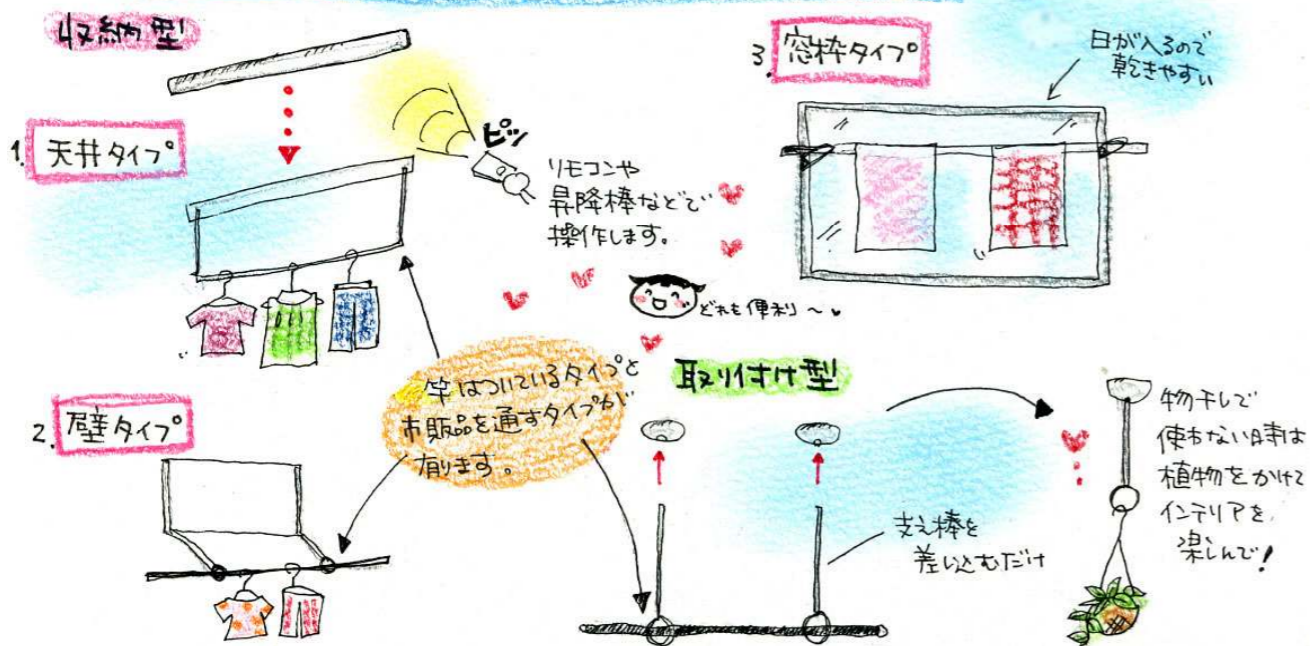 収納型
1. 天井タイプ
ピッ
リモコンや
昇降棒などで
操作します。
3. 窓枠タイプ
日が入るので
乾きやすい
どれも便利〜
竿はついているタイプと
市販品を通すタイプが
有ります。
2. 壁タイプ
取り付け型
支え棒を
差し込むだけ
物干しで
使わない時は
植物をかけて
インテリアを
楽しんで!